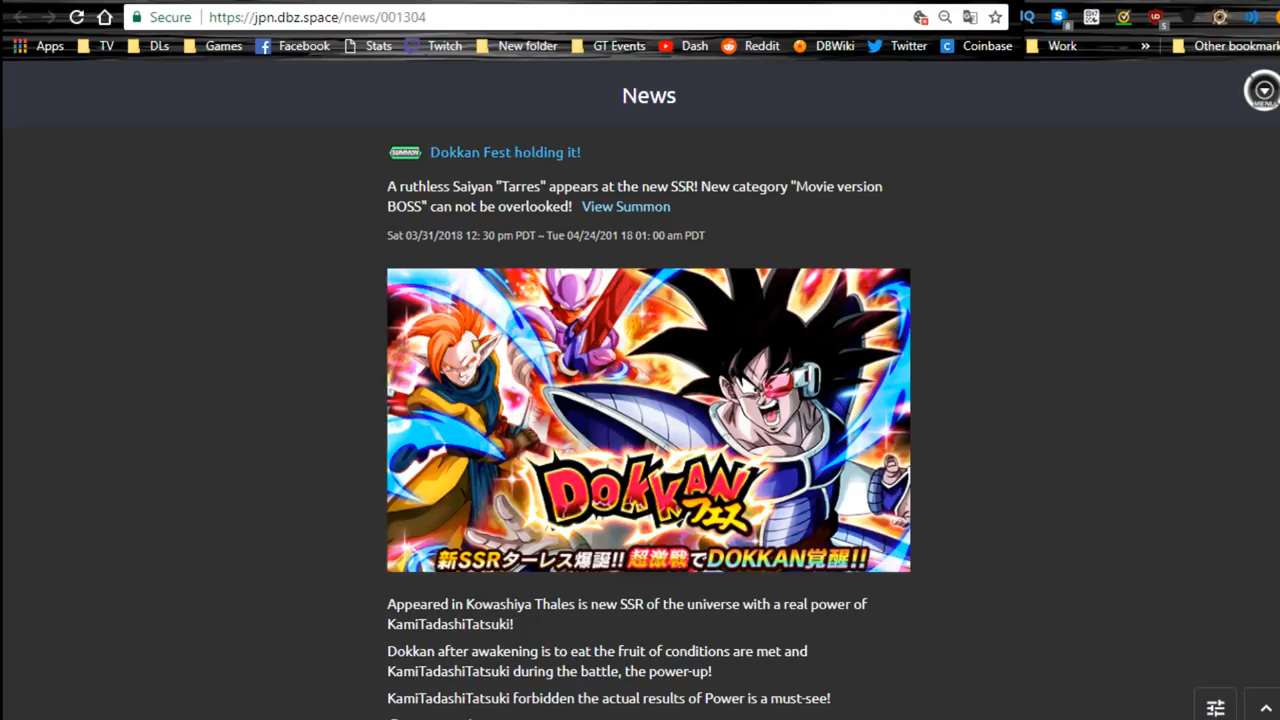 Secure https://jpn.dbz.space/news/001304
Apps TV DLs Games Facebook Stats Twitch New folder GT Events Dash Reddit DBWiki Twitter Coinbase Work » Other bookmark
News
MENU
SUMMON Dokkan Fest holding it!
A ruthless Saiyan "Tarres" appears at the new SSR! New category "Movie version
BOSS" can not be overlooked! View Summon
Sat 03/31/2018 12: 30 pm PDT ~ Tue 04/24/201 18 01: 00 am PDT
DOKKAN
フェス
新SSRターレス爆誕!! 超激戦でDOKKAN覚醒!!
Appeared in Kowashiya Thales is new SSR of the universe with a real power of
KamiTadashiTatsuki!
Dokkan after awakening is to eat the fruit of conditions are met and
KamiTadashiTatsuki during the battle, the power-up!
KamiTadashiTatsuki forbidden the actual results of Power is a must-see!